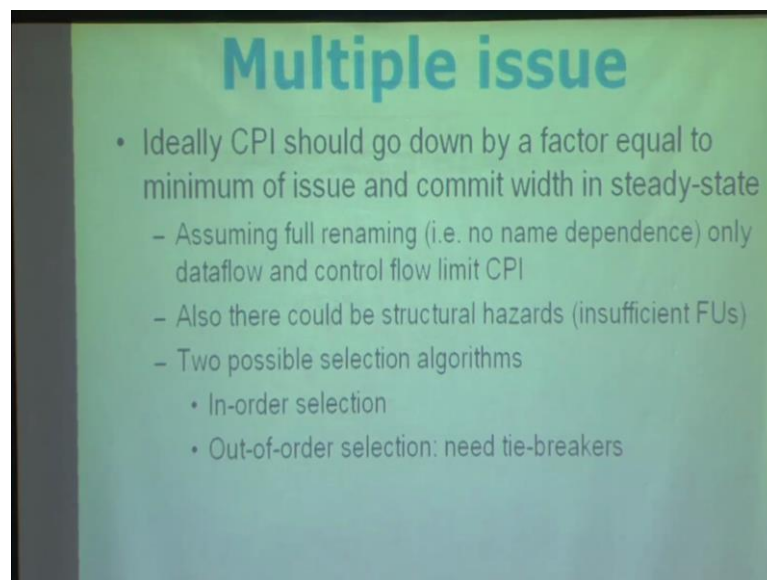 Multiple issue
• Ideally CPI should go down by a factor equal to
minimum of issue and commit width in steady-state
– Assuming full renaming (i.e. no name dependence) only
dataflow and control flow limit CPI
– Also there could be structural hazards (insufficient FUs)
– Two possible selection algorithms
• In-order selection
• Out-of-order selection: need tie-breakers